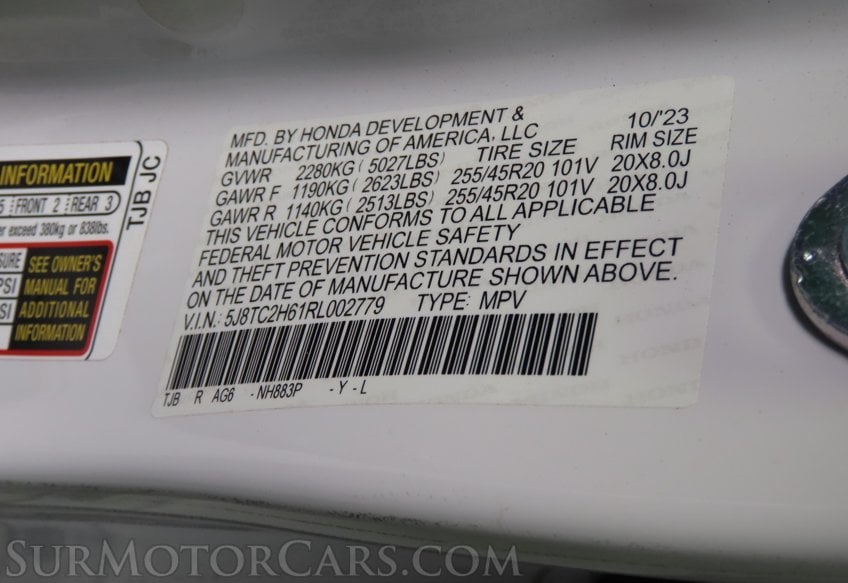 INFORMATION
5 FRONT 2 REAR 3
exceed 380kg or 838lbs.
SEE OWNER'S
MANUAL FOR
ADDITIONAL
INFORMATION
TJB JC
MFD. BY HONDA DEVELOPMENT & 10/'23
MANUFACTURING OF AMERICA, LLC
GVWR 2280KG (5027LBS) TIRE SIZE RIM SIZE
GAWR F 1190KG (2623LBS) 255/45R20 101V 20X8.0J
GAWR R 1140KG (2513LBS) 255/45R20 101V 20X8.0J
THIS VEHICLE CONFORMS TO ALL APPLICABLE
FEDERAL MOTOR VEHICLE SAFETY
AND THEFT PREVENTION STANDARDS IN EFFECT
ON THE DATE OF MANUFACTURE SHOWN ABOVE.
V.I.N.: 5J8TC2H61RL002779 TYPE: MPV
TJB R AG6 -NH883P -Y-L
SURMOTORCARS.COM